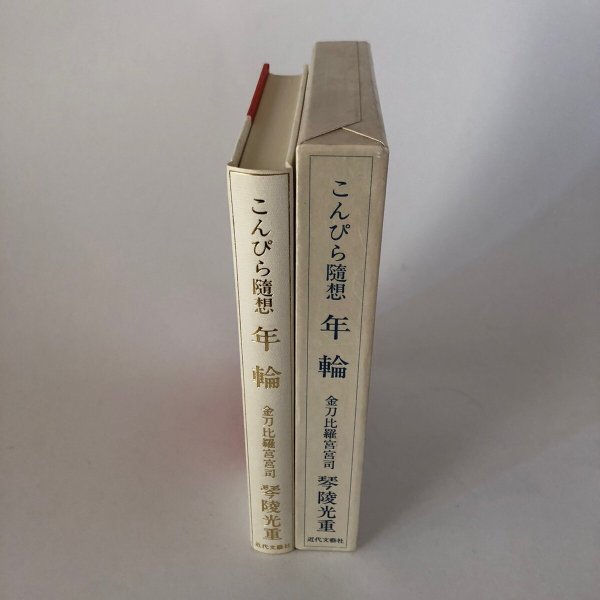 こんぴら隨想
年輪
金刀比羅宮宮司
琴陵光重
近代文藝社
こんぴら隨想
年輪
金刀比羅宮宮司
琴陵光重
近代文藝社